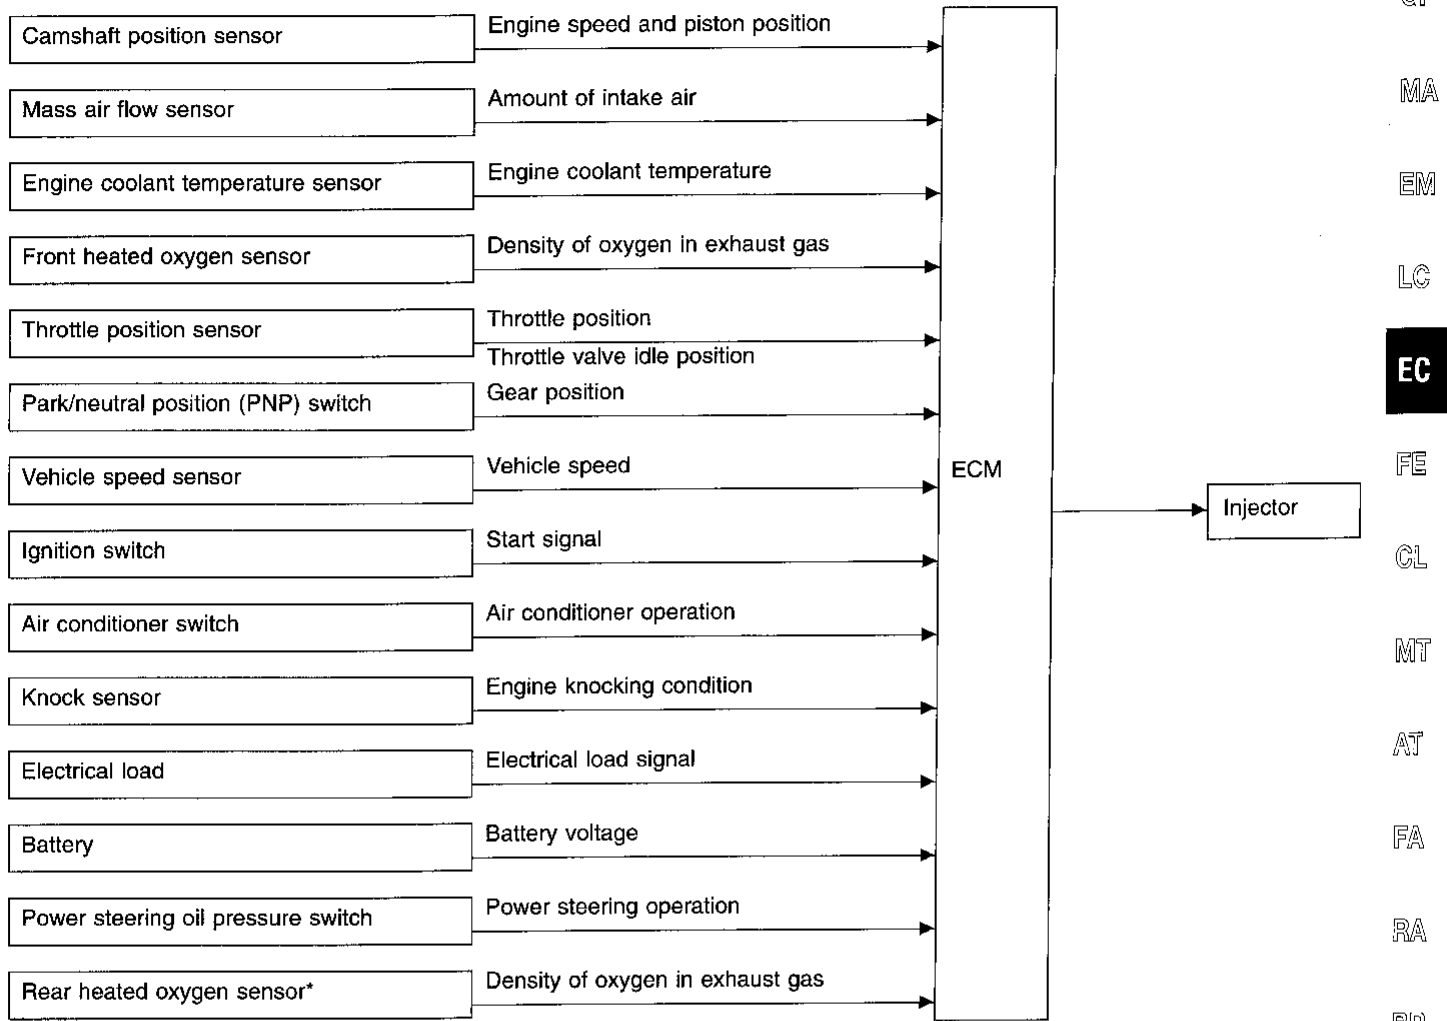 Camshaft position sensor
Engine speed and piston position
Mass air flow sensor
Amount of intake air
Engine coolant temperature sensor
Engine coolant temperature
Front heated oxygen sensor
Density of oxygen in exhaust gas
Throttle position sensor
Throttle position
Throttle valve idle position
Park/neutral position (PNP) switch
Gear position
Vehicle speed sensor
Vehicle speed
Ignition switch
Start signal
Air conditioner switch
Air conditioner operation
Knock sensor
Engine knocking condition
Electrical load
Electrical load signal
Battery
Battery voltage
Power steering oil pressure switch
Power steering operation
Rear heated oxygen sensor*
Density of oxygen in exhaust gas
ECM
Injector
MA
EM
LC
EC
FE
CL
MT
AT
FA
RA